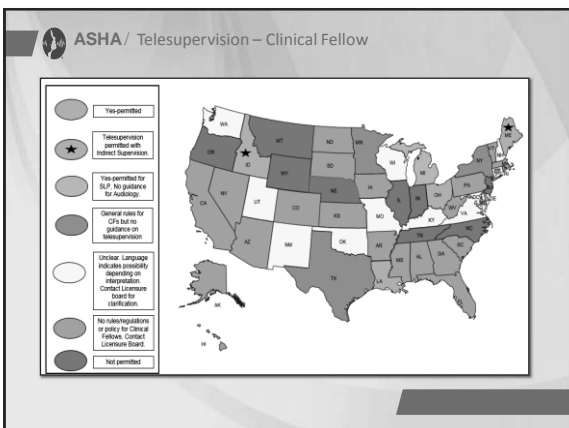 ASHA/ Telesupervision – Clinical Fellow
Yes-permitted
Telesupervision
permitted with
Indirect Supervision.
Yes-permitted for
SLP, No guidance
for Audiology.
General rules for
CFs but no
guidance on
telesupervision
Unclear. Language
indicates possibility
depending on
interpretation.
Contact Licensure
board for
clarification.
No rules/regulations
or policy for Clinical
Fellows. Contact
Licensure Board.
Not permitted
WA
OR
ID
MT
WY
ND
SD
NE
MN
IA
WI
MI
CA
NV
UT
CO
KS
MO
IL
IN
OH
PA
NY
VT
NH
ME
RI
WV
VA
KY
TN
NC
SC
GA
AL
MS
AR
LA
OK
TX
NM
AZ
AK
HI